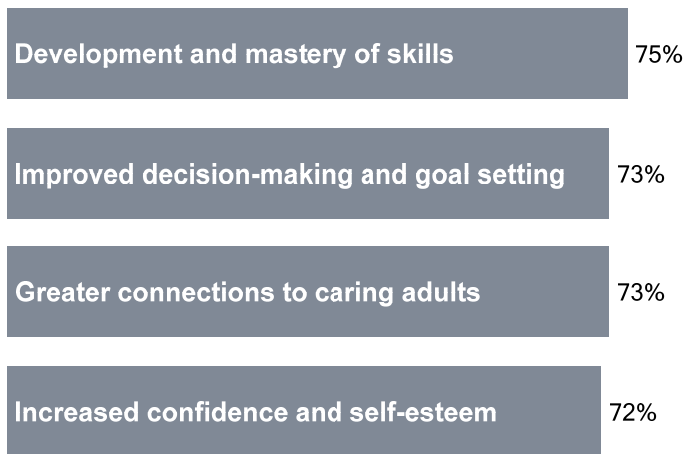 Development and mastery of skills 75%
Improved decision-making and goal setting 73%
Greater connections to caring adults 73%
Increased confidence and self-esteem 72%